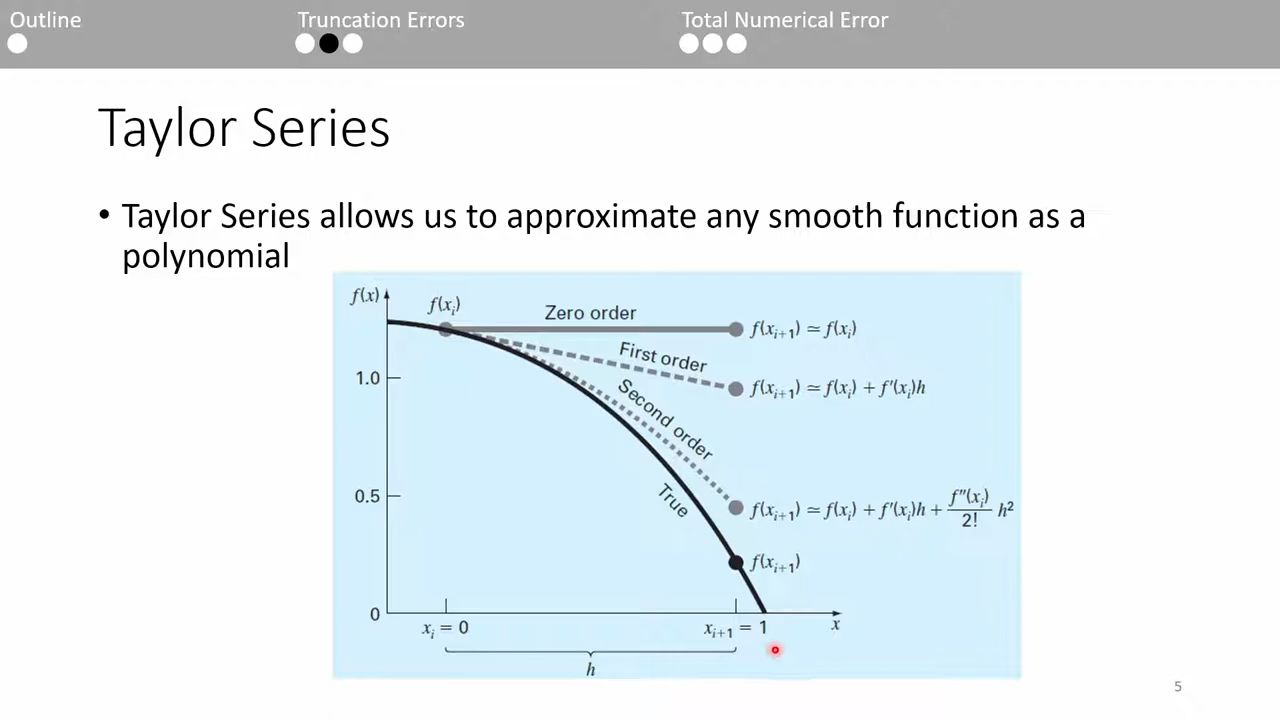 Outline
Truncation Errors
Total Numerical Error
Taylor Series
• Taylor Series allows us to approximate any smooth function as a
polynomial
f(x)
f(xᵢ)
Zero order
f(xᵢ₊₁) ≃ f(xᵢ)
First order
1.0
f(xᵢ₊₁) ≃ f(xᵢ) + f′(xᵢ)h
Second order
0.5
True
f(xᵢ₊₁) ≃ f(xᵢ) + f′(xᵢ)h + f″(xᵢ)/2! h²
f(xᵢ₊₁)
0
xᵢ = 0
xᵢ₊₁ = 1
x
h
5